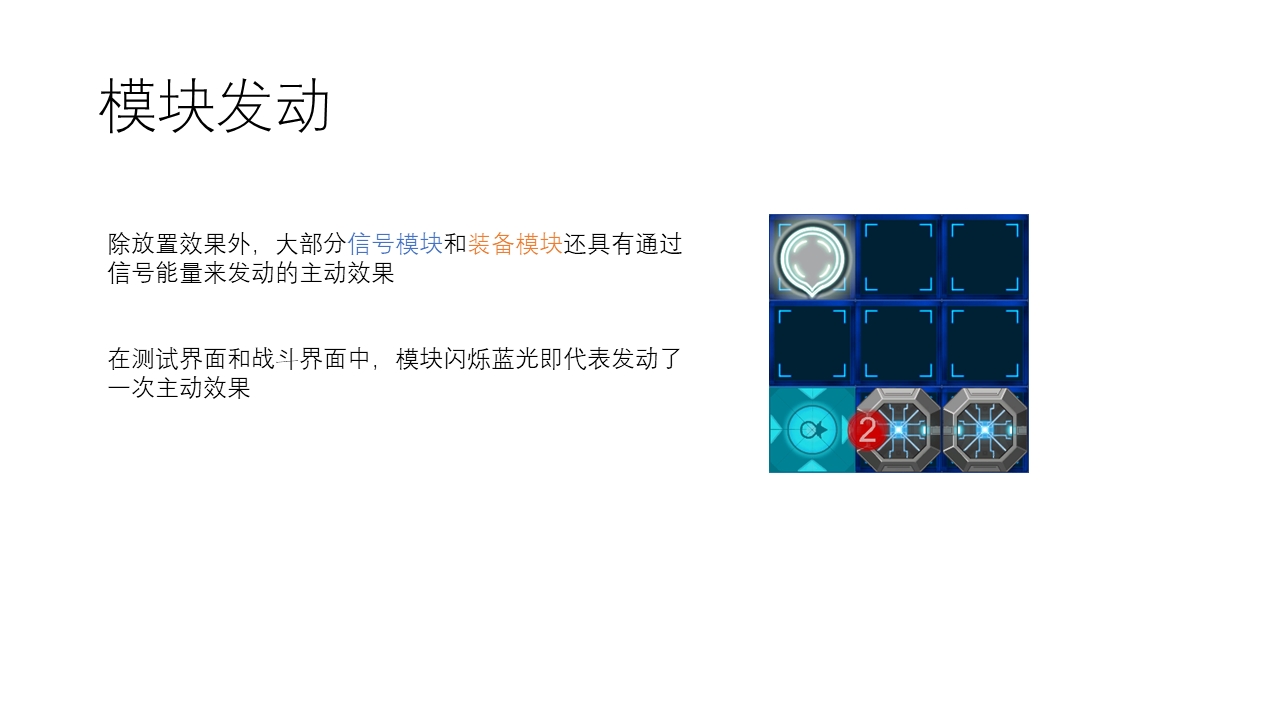 模块发动
除放置效果外，大部分信号模块和装备模块还具有通过
信号能量来发动的主动效果
在测试界面和战斗界面中，模块闪烁蓝光即代表发动了
一次主动效果
2